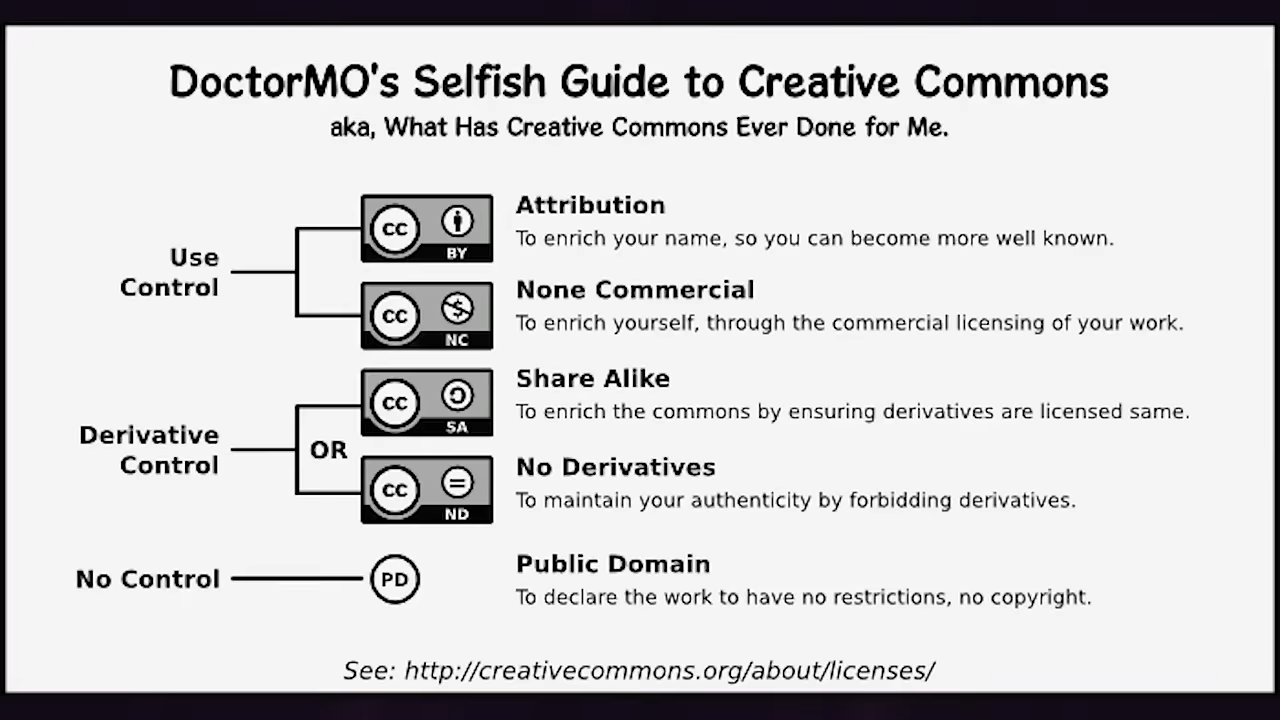 DoctorMO's Selfish Guide to Creative Commons
aka, What Has Creative Commons Ever Done for Me.
Use
Control
cc BY
Attribution
To enrich your name, so you can become more well known.
cc $ NC
None Commercial
To enrich yourself, through the commercial licensing of your work.
Derivative
Control
OR
cc SA
Share Alike
To enrich the commons by ensuring derivatives are licensed same.
cc = ND
No Derivatives
To maintain your authenticity by forbidding derivatives.
No Control
PD
Public Domain
To declare the work to have no restrictions, no copyright.
See: http://creativecommons.org/about/licenses/